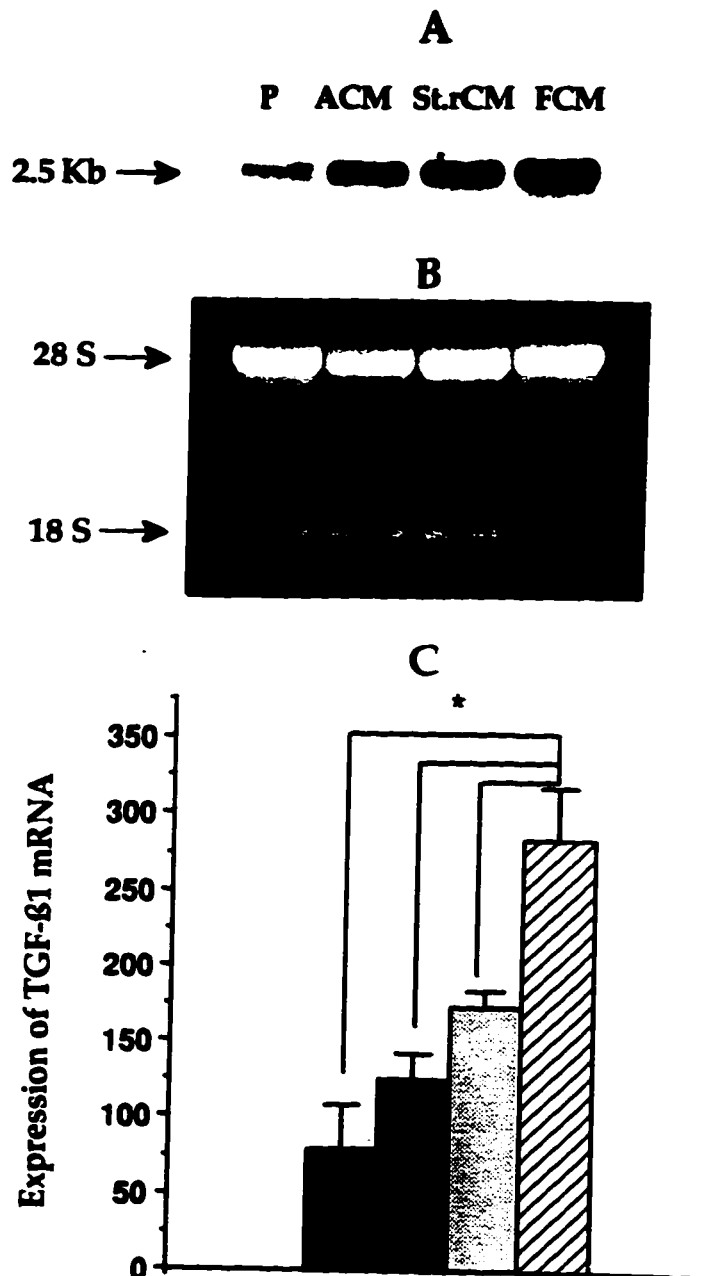 A
P ACM St.rCM FCM
2.5 Kb
B
28 S
18 S
C
*
350
300
250
200
150
100
50
0
Expression of TGF-ß1 mRNA